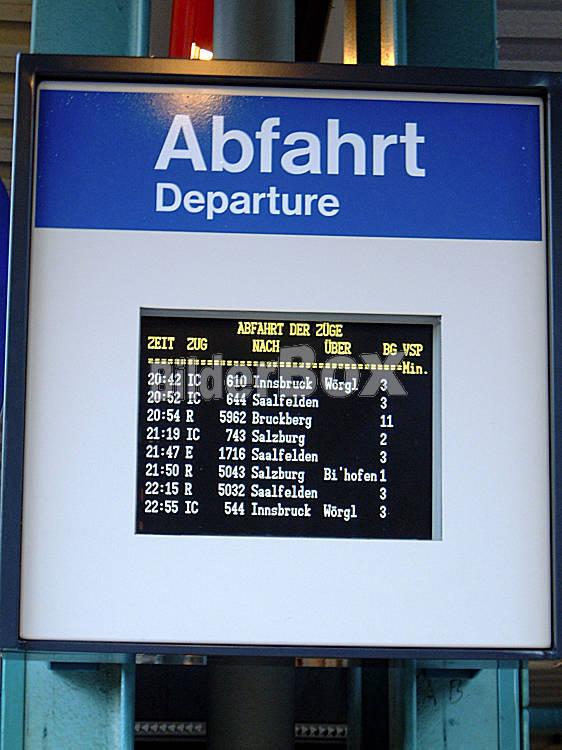 Abfahrt
Departure
ABFAHRT DER ZÜGE
ZEIT ZUG NACH ÜBER BG VSP
Min.
BilderBox
20:42 IC 610 Innsbruck Wörgl 3
20:52 IC 644 Saalfelden 3
20:54 R 5962 Bruckberg 11
21:19 IC 743 Salzburg 2
21:47 E 1716 Saalfelden 3
21:50 R 5043 Salzburg Bi'hofen 1
22:15 R 5032 Saalfelden 3
22:55 IC 544 Innsbruck Wörgl 3